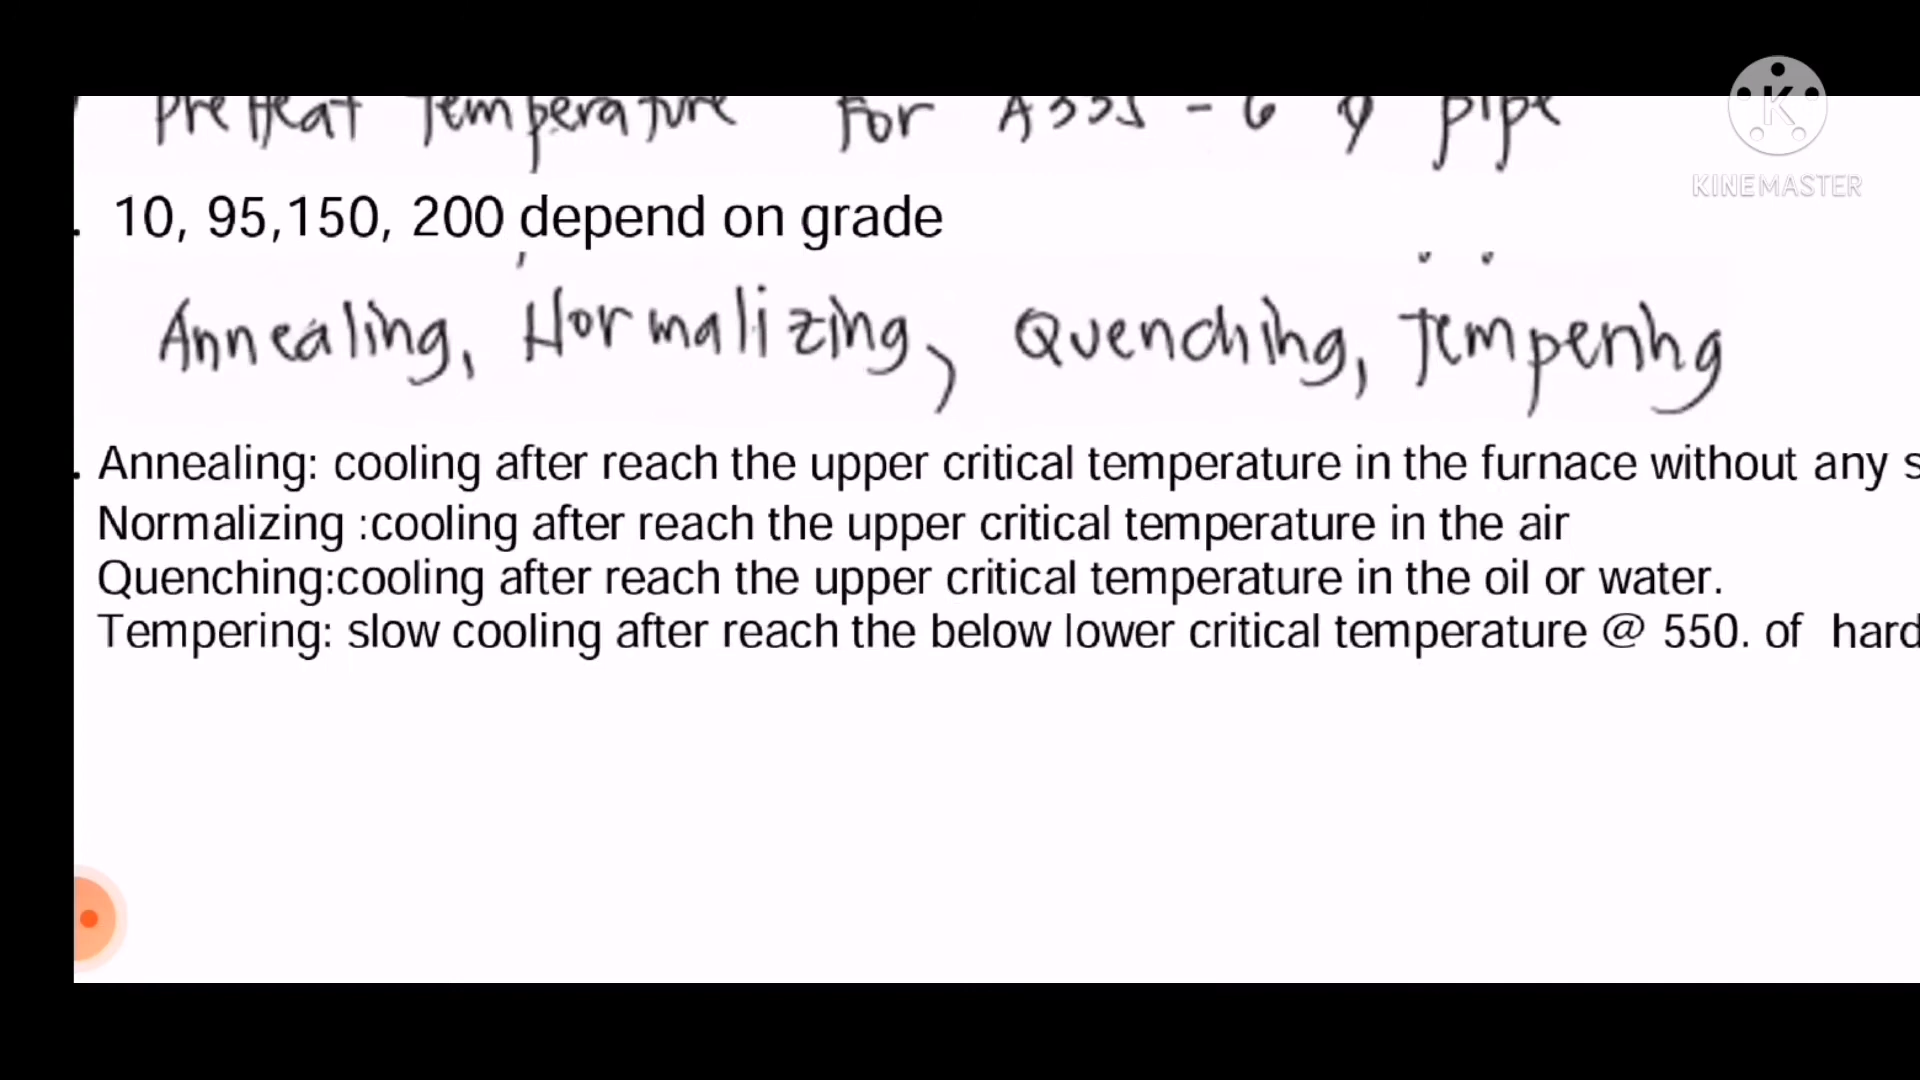 PreHeat Temperature For A335 - 6 pipe
. 10, 95,150, 200 depend on grade
Annealing, Normalizing, Quenching, Tempering
. Annealing: cooling after reach the upper critical temperature in the furnace without any s
Normalizing :cooling after reach the upper critical temperature in the air
Quenching:cooling after reach the upper critical temperature in the oil or water.
Tempering: slow cooling after reach the below lower critical temperature @ 550. of hard
K
KINEMASTER